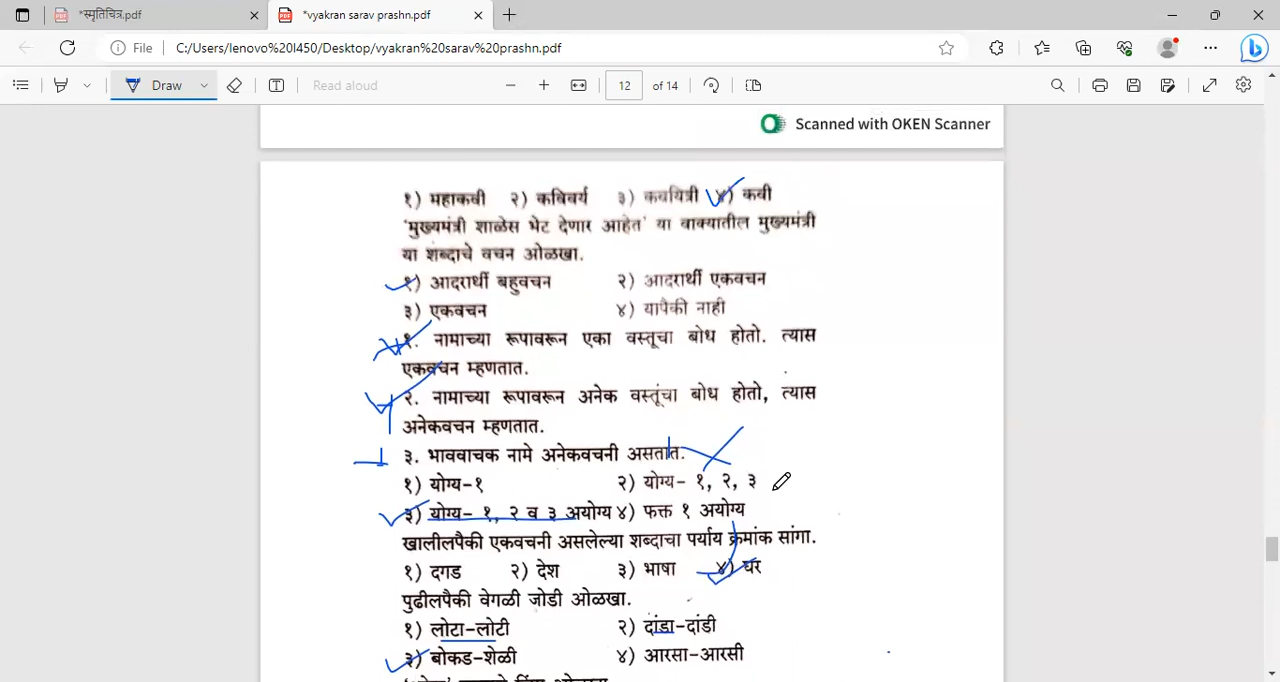 *स्मृतिचित्र.pdf
*vyakran sarav prashn.pdf
File C:/Users/lenovo%20l450/Desktop/vyakran%20sarav%20prashn.pdf
Draw Read aloud 12 of 14
Scanned with OKEN Scanner
१) महाकवी २) कविवर्य ३) कवयित्री ४) कवी
'मुख्यमंत्री शाळेस भेट देणार आहेत' या वाक्यातील मुख्यमंत्री
या शब्दाचे वचन ओळखा.
१) आदरार्थी बहुवचन २) आदरार्थी एकवचन
३) एकवचन ४) यापैकी नाही
१. नामाच्या रूपावरून एका वस्तूचा बोध होतो. त्यास
एकवचन म्हणतात.
२. नामाच्या रूपावरून अनेक वस्तूंचा बोध होतो, त्यास
अनेकवचन म्हणतात.
३. भाववाचक नामे अनेकवचनी असतात.
१) योग्य-१ २) योग्य- १, २, ३
३) योग्य- १, २ व ३ अयोग्य ४) फक्त १ अयोग्य
खालीलपैकी एकवचनी असलेल्या शब्दाचा पर्याय क्रमांक सांगा.
१) दगड २) देश ३) भाषा ४) घर
पुढीलपैकी वेगळी जोडी ओळखा.
१) लोटा-लोटी २) दांडा-दांडी
३) बोकड-शेळी ४) आरसा-आरसी